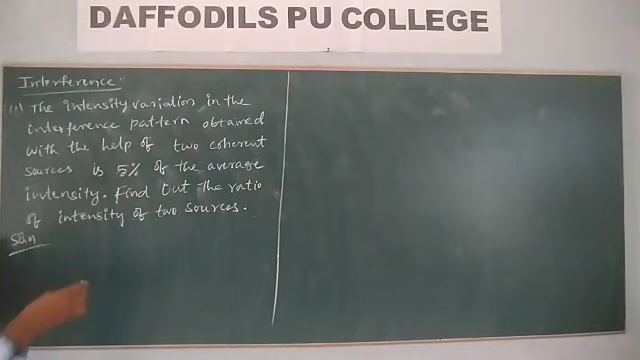 DAFFODILS PU COLLEGE
Interference:
(1) The intensity variation in the
interference pattern obtained
with the help of two coherent
sources is 5% of the average
intensity. Find out the ratio
of intensity of two sources.
Soln